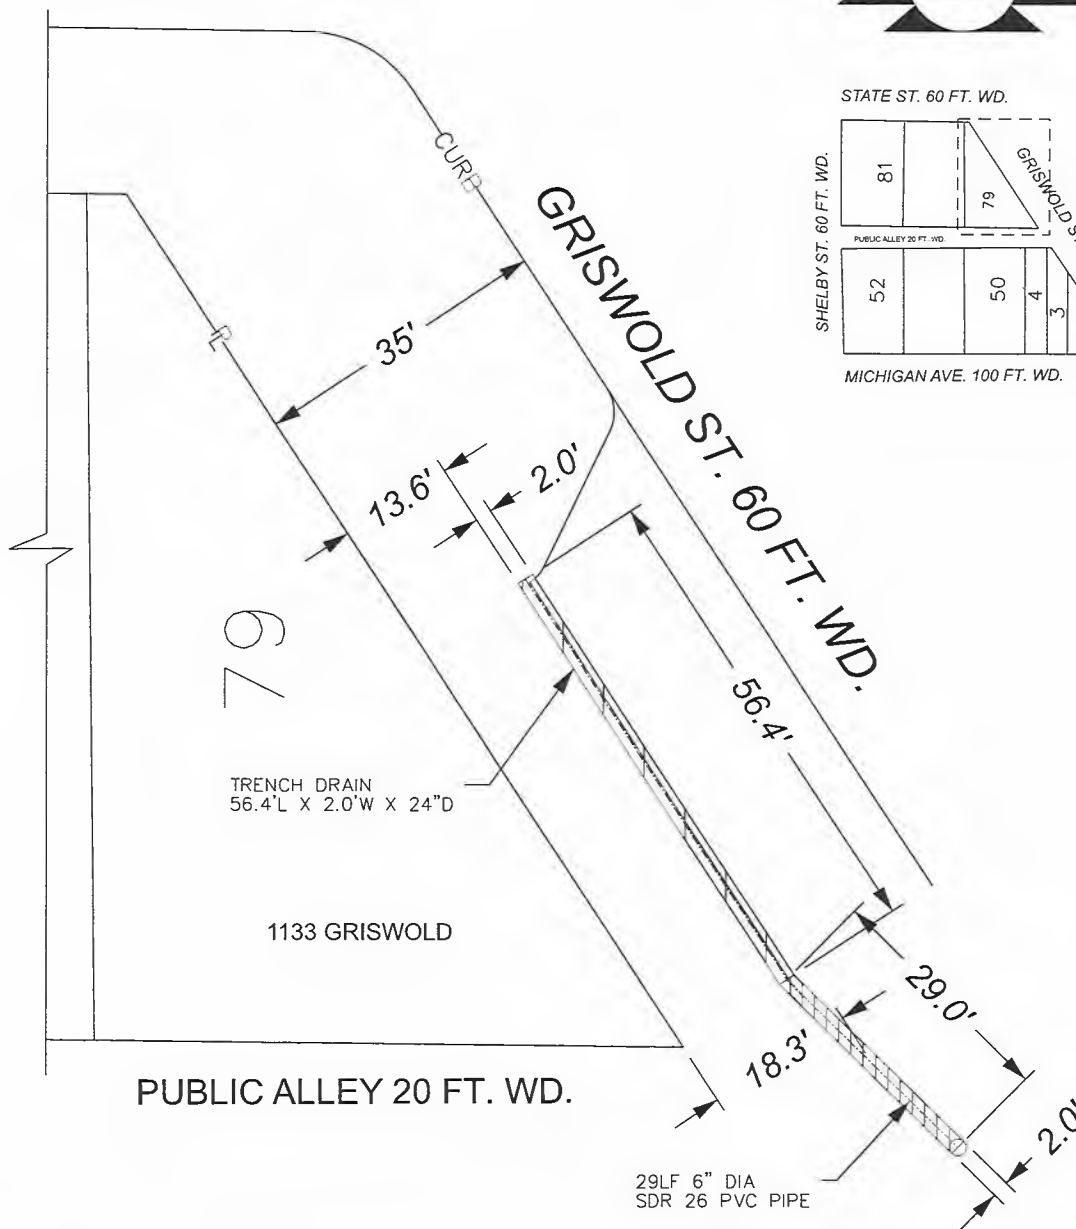 STATE ST. 60 FT. WD.
SHELBY ST. 60 FT. WD.
81
79
GRISWOLD S
PUBLIC ALLEY 20 FT. WD.
52
50
4
3
MICHIGAN AVE. 100 FT. WD.
CURB
GRISWOLD ST. 60 FT. WD.
PL
35'
13.6'
2.0'
56.4'
79
TRENCH DRAIN
56.4'L X 2.0'W X 24"D
1133 GRISWOLD
29.0'
18.3'
2.0'
PUBLIC ALLEY 20 FT. WD.
29LF 6" DIA
SDR 26 PVC PIPE